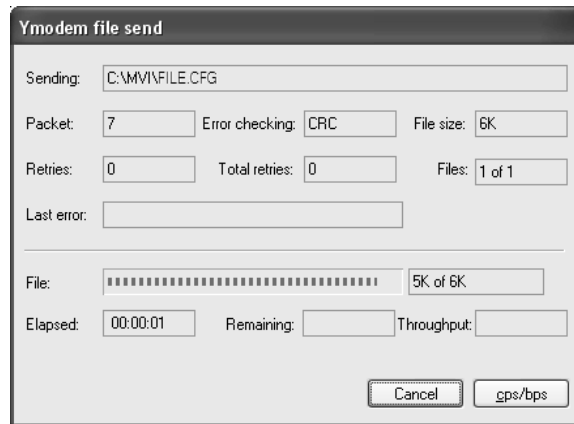 Ymodem file send
Sending: C:\MVI\FILE.CFG
Packet: 7 Error checking: CRC File size: 6K
Retries: 0 Total retries: 0 Files: 1 of 1
Last error:
File: 5K of 6K
Elapsed: 00:00:01 Remaining: Throughput:
Cancel cps/bps